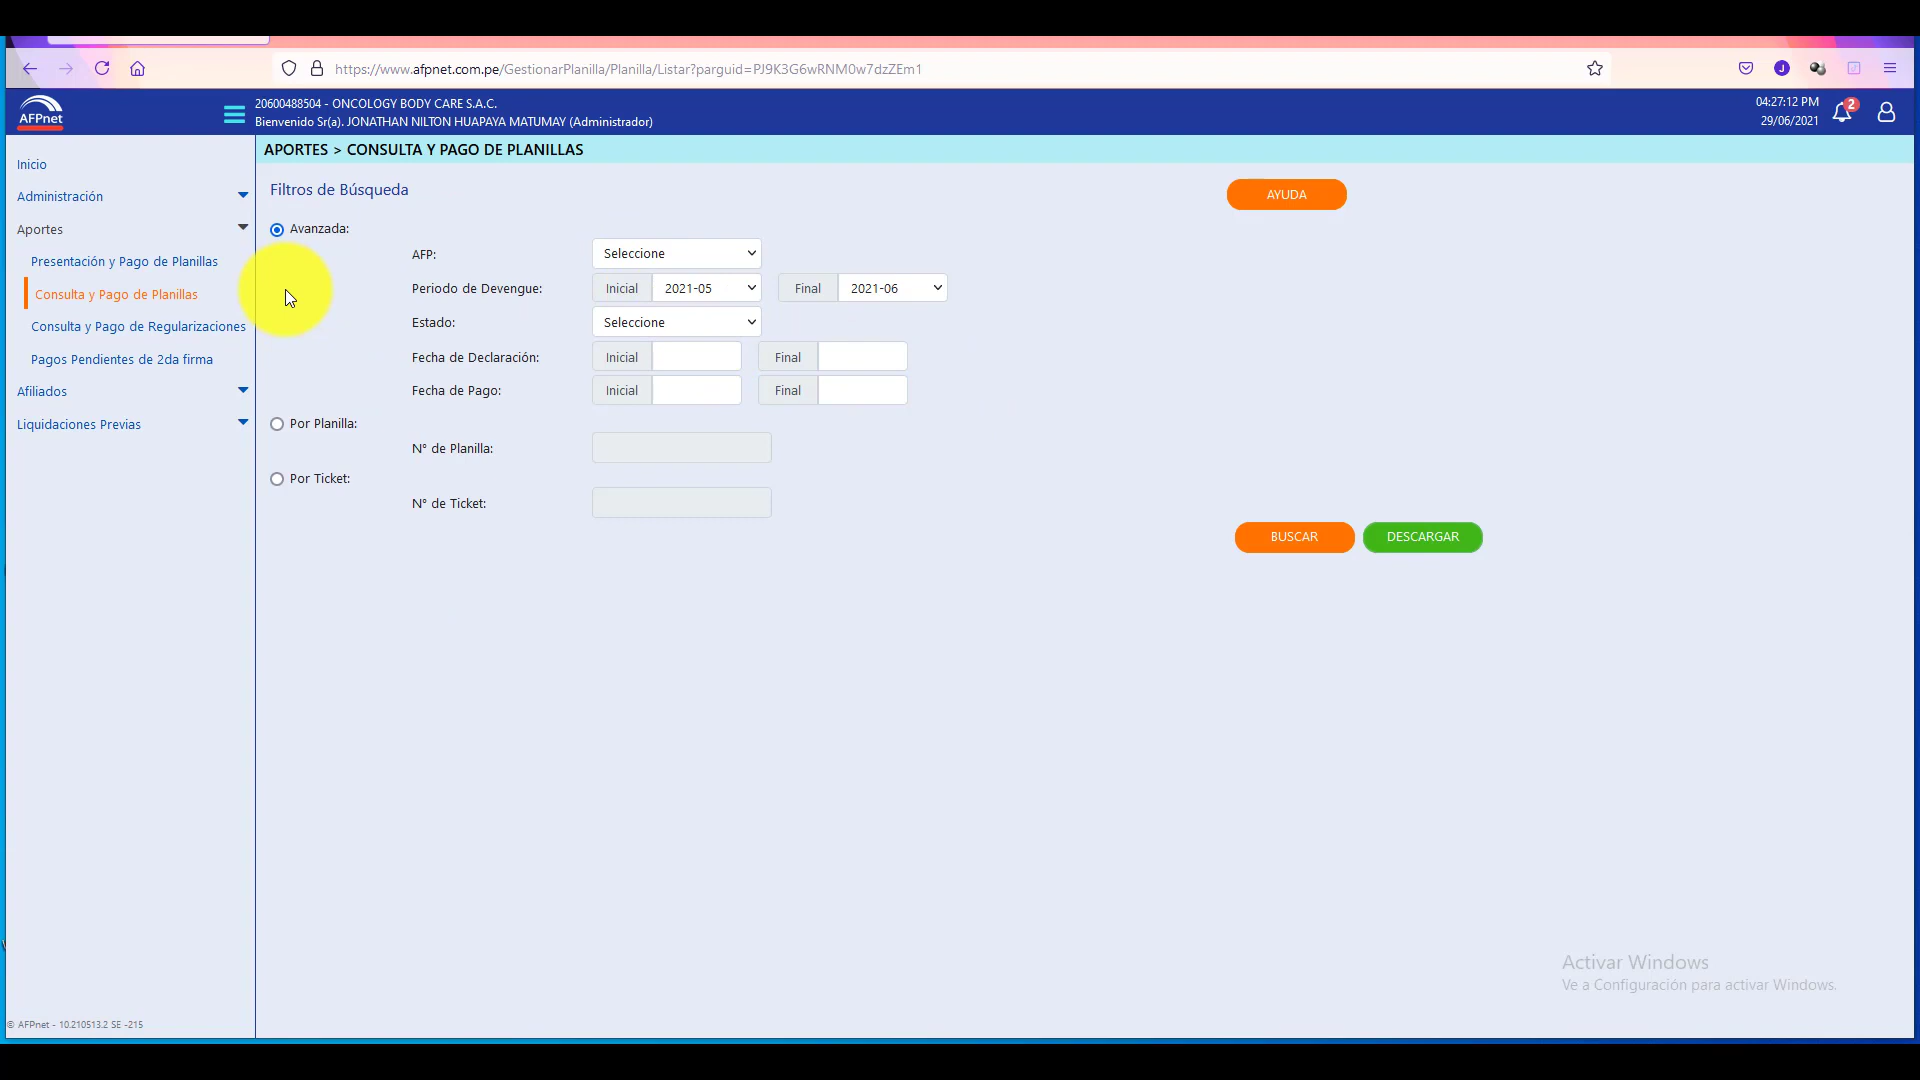 https://www.afpnet.com.pe/GestionarPlanilla/Planilla/Listar?parguid=PJ9K3G6wRNM0w7dzZEm1
J
AFPnet
20600488504 - ONCOLOGY BODY CARE S.A.C.
Bienvenido Sr(a). JONATHAN NILTON HUAPAYA MATUMAY (Administrador)
04:27:12 PM
29/06/2021
2
Inicio
Administración
Aportes
Presentación y Pago de Planillas
Consulta y Pago de Planillas
Consulta y Pago de Regularizaciones
Pagos Pendientes de 2da firma
Afiliados
Liquidaciones Previas
APORTES > CONSULTA Y PAGO DE PLANILLAS
Filtros de Búsqueda
AYUDA
Avanzada:
AFP: Seleccione
Periodo de Devengue: Inicial 2021-05 Final 2021-06
Estado: Seleccione
Fecha de Declaración: Inicial Final
Fecha de Pago: Inicial Final
Por Planilla:
N° de Planilla:
Por Ticket:
N° de Ticket:
BUSCAR DESCARGAR
Activar Windows
Ve a Configuración para activar Windows.
© AFPnet - 10.210513.2 SE -215